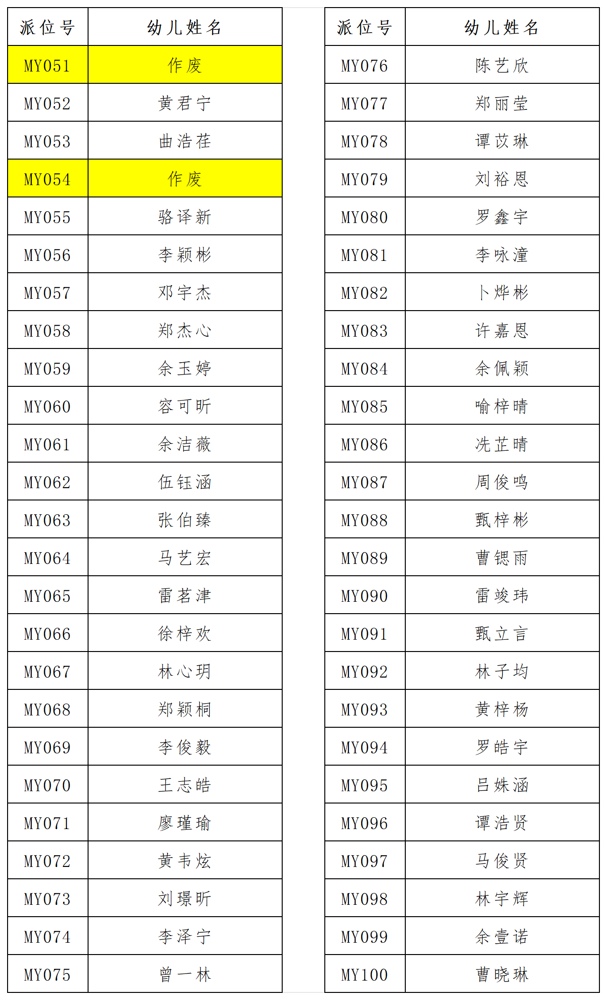 派位号 幼儿姓名
MY051 作废
MY052 黄君宁
MY053 曲浩荏
MY054 作废
MY055 骆译新
MY056 李颖彬
MY057 邓宇杰
MY058 郑杰心
MY059 余玉婷
MY060 容可昕
MY061 余洁薇
MY062 伍钰涵
MY063 张伯臻
MY064 马艺宏
MY065 雷茗津
MY066 徐梓欢
MY067 林心玥
MY068 郑颖桐
MY069 李俊毅
MY070 王志皓
MY071 廖瑾瑜
MY072 黄韦炫
MY073 刘璟昕
MY074 李泽宁
MY075 曾一林
派位号 幼儿姓名
MY076 陈艺欣
MY077 郑丽莹
MY078 谭苡琳
MY079 刘裕恩
MY080 罗鑫宇
MY081 李咏潼
MY082 卜烨彬
MY083 许嘉恩
MY084 余佩颖
MY085 喻梓晴
MY086 冼芷晴
MY087 周俊鸣
MY088 甄梓彬
MY089 曹锶雨
MY090 雷竣玮
MY091 甄立言
MY092 林子均
MY093 黄梓杨
MY094 罗皓宇
MY095 吕姝涵
MY096 谭浩贤
MY097 马俊贤
MY098 林宇辉
MY099 余壹诺
MY100 曹晓琳